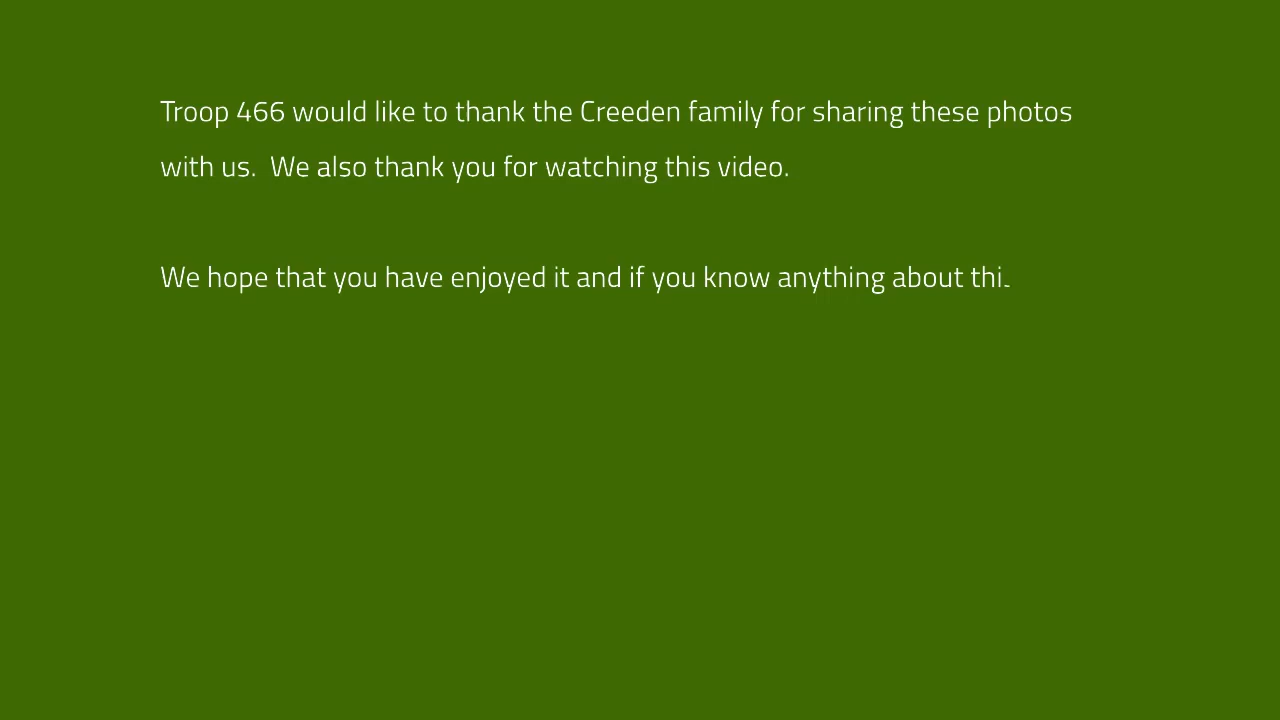 Troop 466 would like to thank the Creeden family for sharing these photos
with us.  We also thank you for watching this video.
We hope that you have enjoyed it and if you know anything about thi